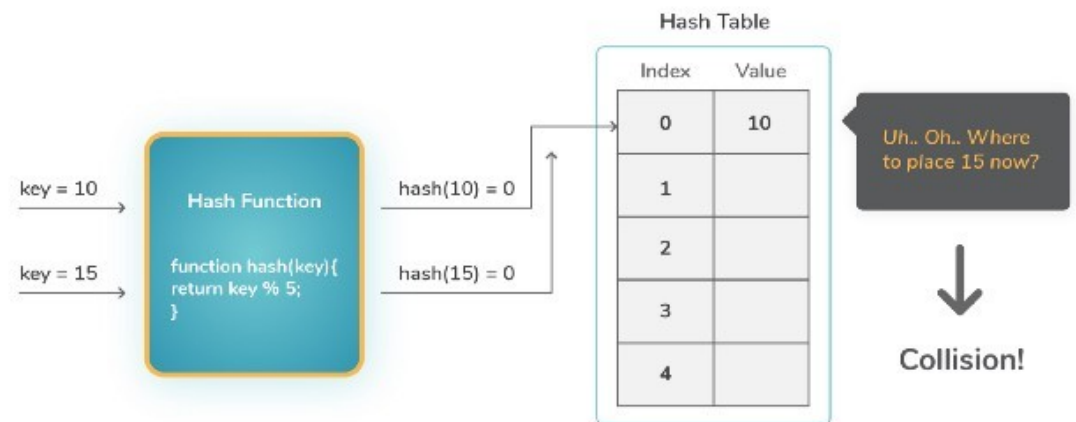 Hash Table
Index Value
key = 10
key = 15
Hash Function
function hash(key){
return key % 5;
}
hash(10) = 0
hash(15) = 0
0 10
1
2
3
4
Uh.. Oh.. Where
to place 15 now?
Collision!